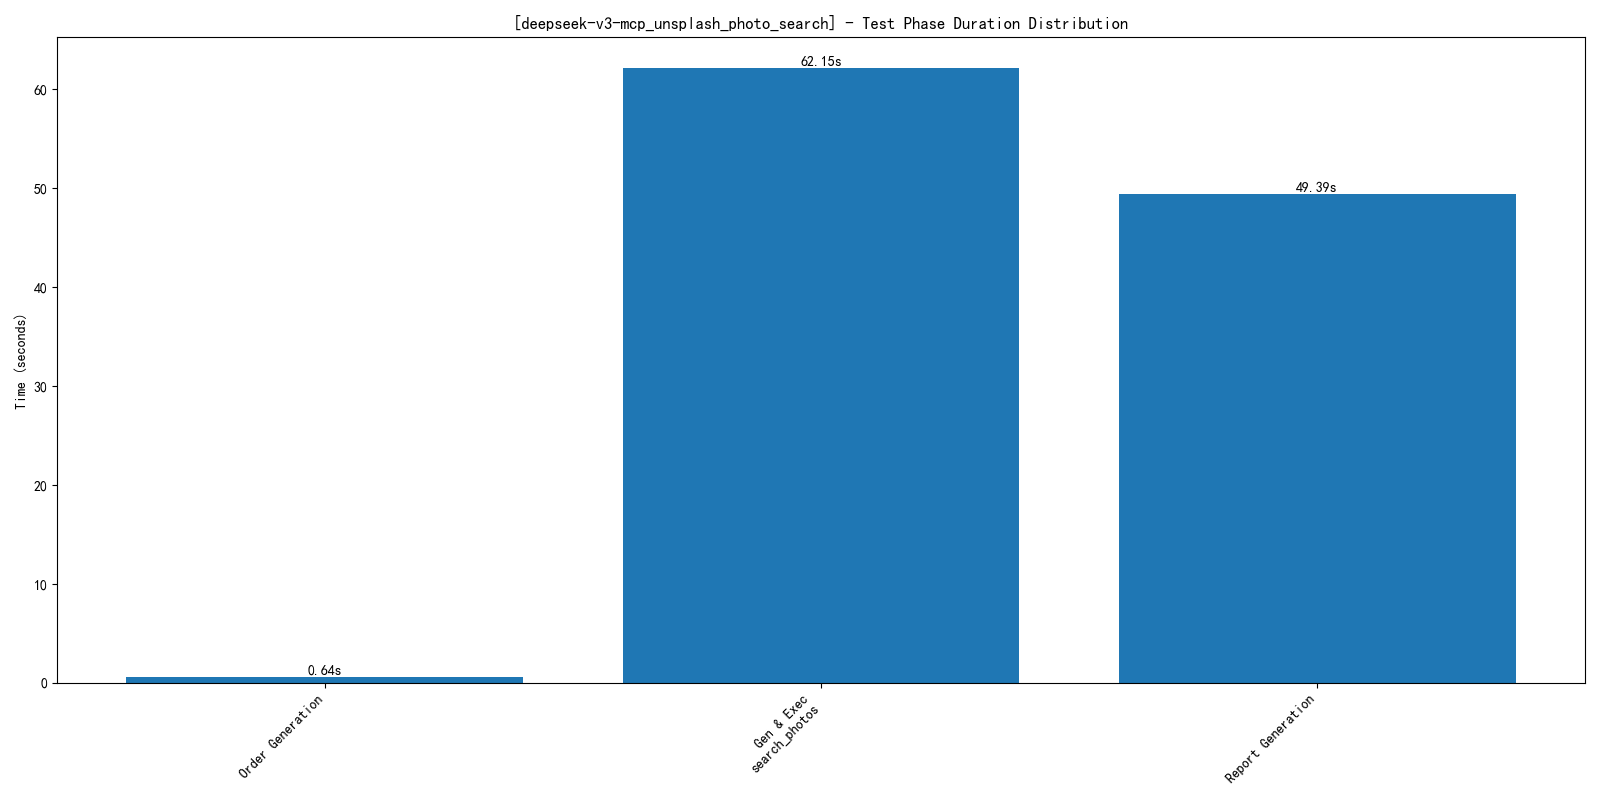 [deepseek-v3-mcp_unsplash_photo_search] - Test Phase Duration Distribution
Time (seconds)
60
50
40
30
20
10
0
0.64s
62.15s
49.39s
Order Generation
Gen & Exec
search_photos
Report Generation